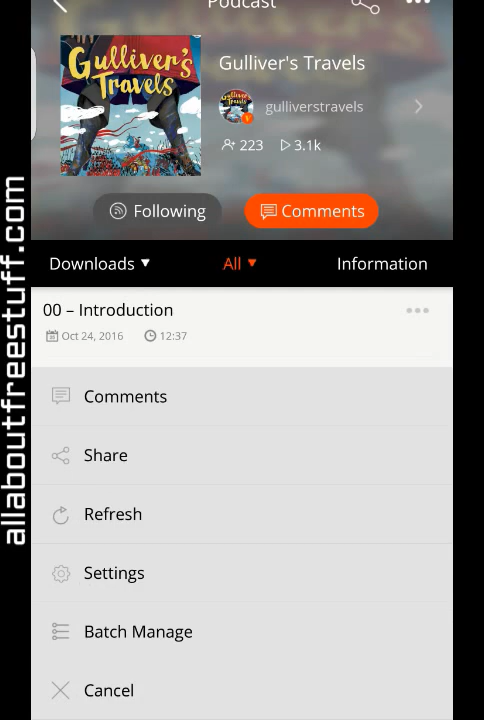 Podcast
Gulliver's
Travels
Gulliver's Travels
gulliverstravels
223
3.1k
Following
Comments
Downloads
All
Information
00 – Introduction
Oct 24, 2016
12:37
Comments
Share
Refresh
Settings
Batch Manage
Cancel
allaboutfreestuff.com